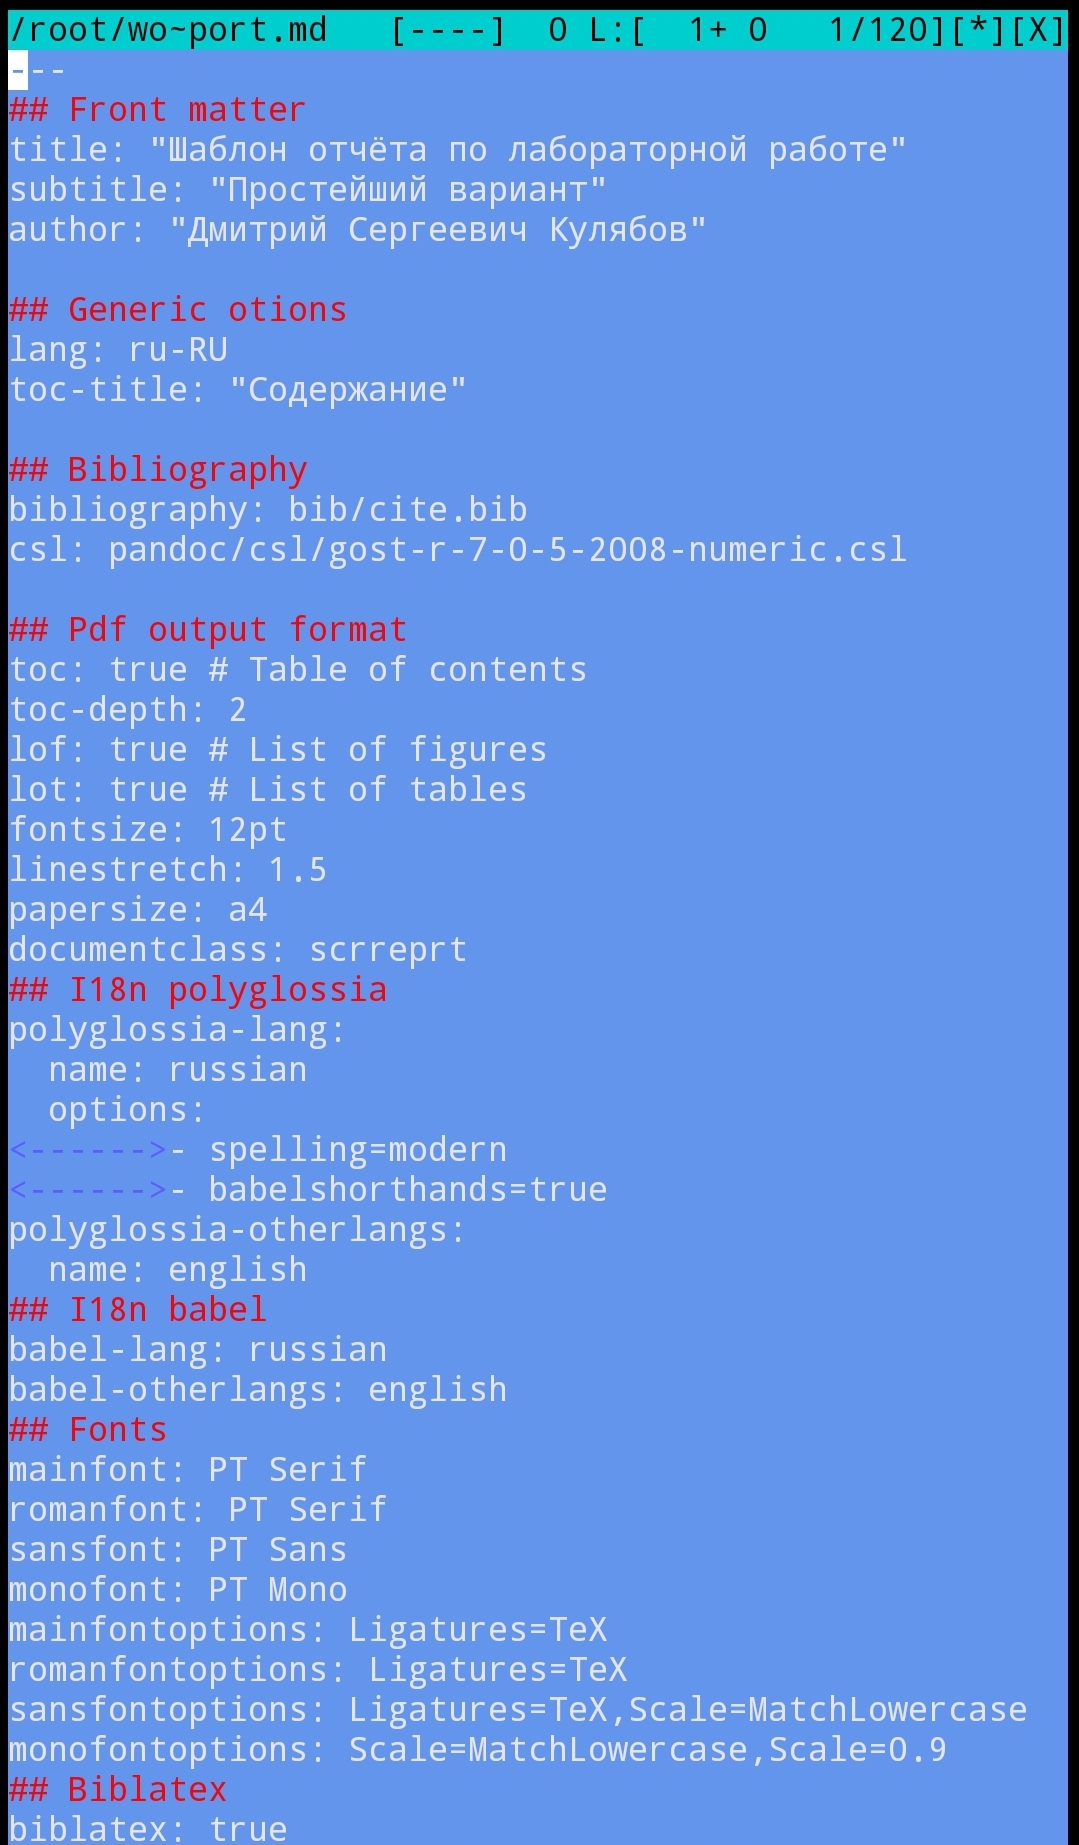 /root/wo~port.md   [----]  0 L:[  1+ 0   1/120][*][X]
---
## Front matter
title: "Шаблон отчёта по лабораторной работе"
subtitle: "Простейший вариант"
author: "Дмитрий Сергеевич Кулябов"

## Generic otions
lang: ru-RU
toc-title: "Содержание"

## Bibliography
bibliography: bib/cite.bib
csl: pandoc/csl/gost-r-7-0-5-2008-numeric.csl

## Pdf output format
toc: true # Table of contents
toc-depth: 2
lof: true # List of figures
lot: true # List of tables
fontsize: 12pt
linestretch: 1.5
papersize: a4
documentclass: scrreprt
## I18n polyglossia
polyglossia-lang:
  name: russian
  options:
<------>- spelling=modern
<------>- babelshorthands=true
polyglossia-otherlangs:
  name: english
## I18n babel
babel-lang: russian
babel-otherlangs: english
## Fonts
mainfont: PT Serif
romanfont: PT Serif
sansfont: PT Sans
monofont: PT Mono
mainfontoptions: Ligatures=TeX
romanfontoptions: Ligatures=TeX
sansfontoptions: Ligatures=TeX,Scale=MatchLowercase
monofontoptions: Scale=MatchLowercase,Scale=0.9
## Biblatex
biblatex: true